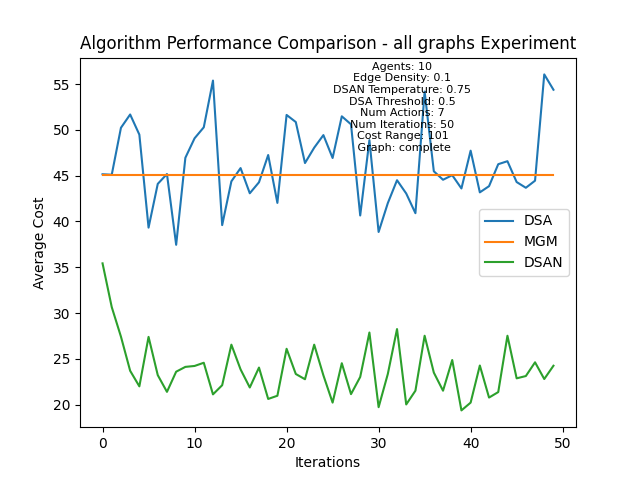 Algorithm Performance Comparison - all graphs Experiment
Agents: 10
Edge Density: 0.1
DSAN Temperature: 0.75
DSA Threshold: 0.5
Num Actions: 7
Num Iterations: 50
Cost Range: 101
Graph: complete
55
50
45
40
35
30
25
20
Average Cost
DSA
MGM
DSAN
0
10
20
30
40
50
Iterations